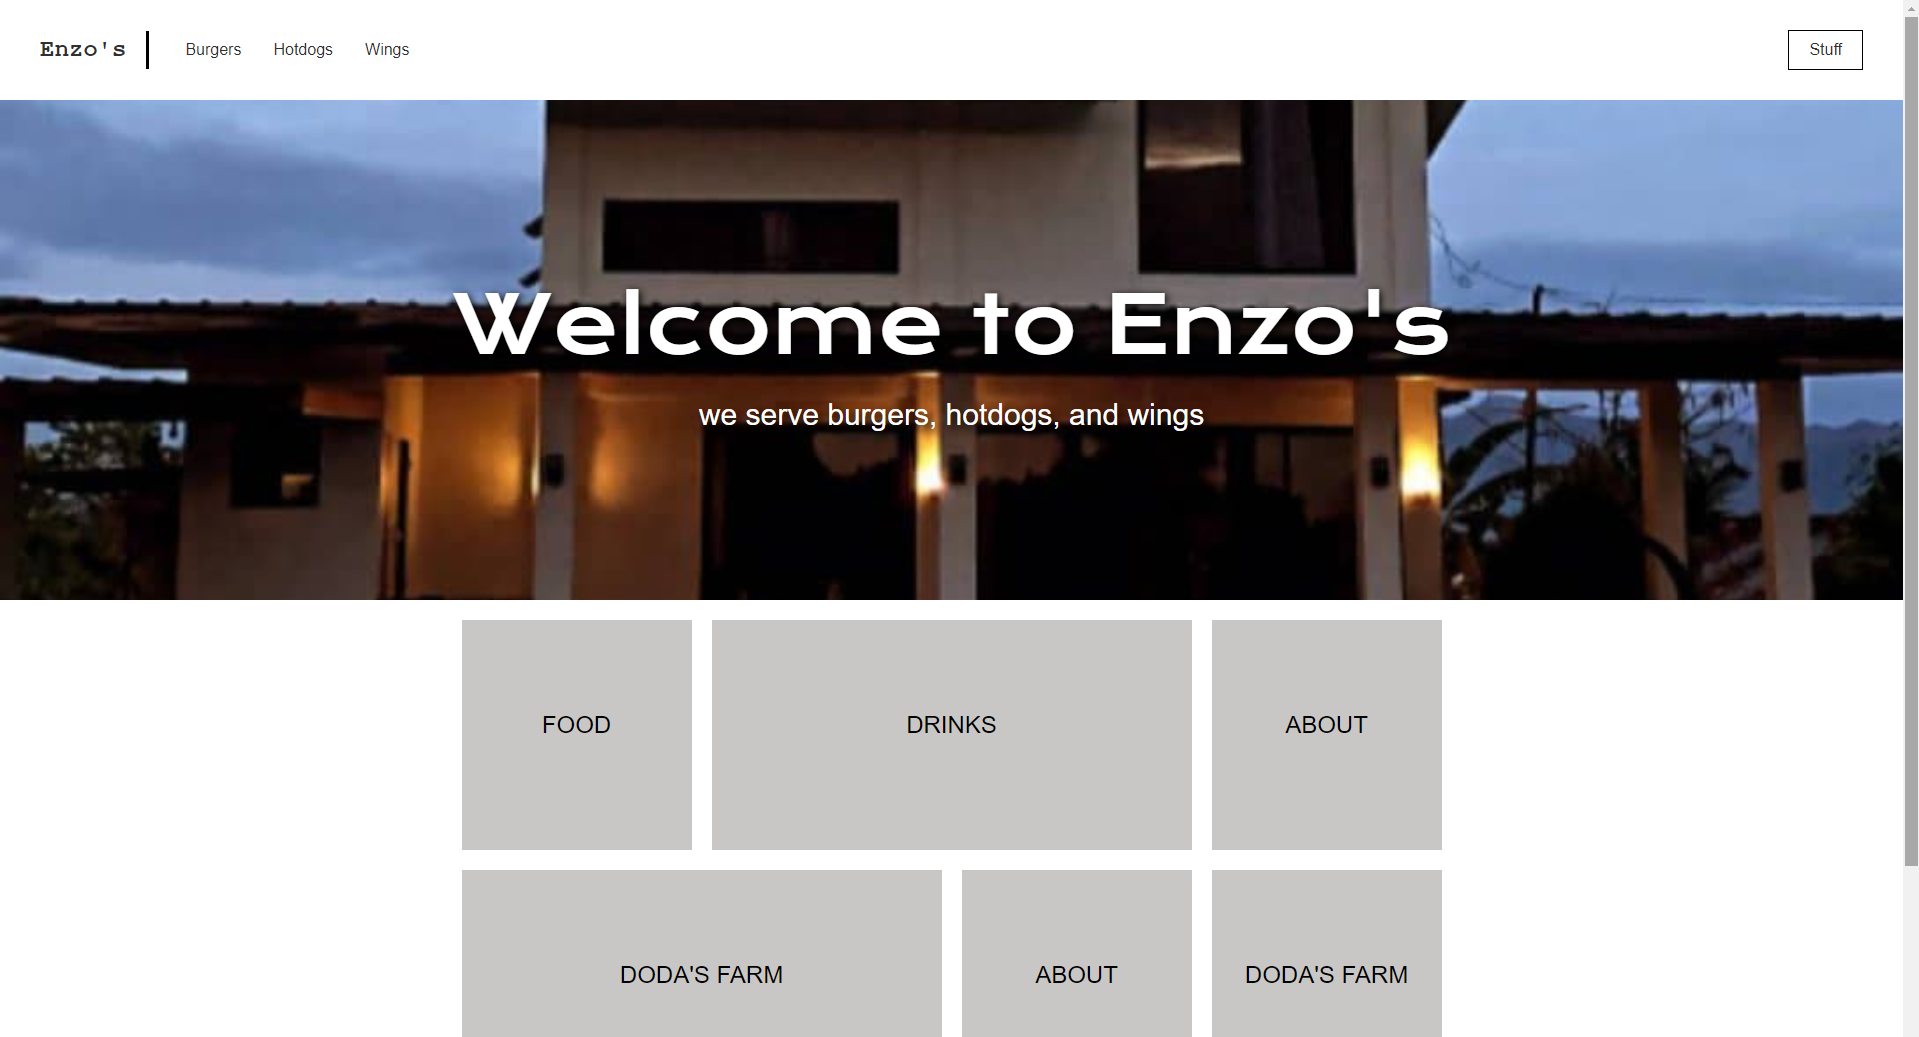 Enzo's Burgers Hotdogs Wings Stuff
Welcome to Enzo's
we serve burgers, hotdogs, and wings
FOOD DRINKS ABOUT
DODA'S FARM ABOUT DODA'S FARM